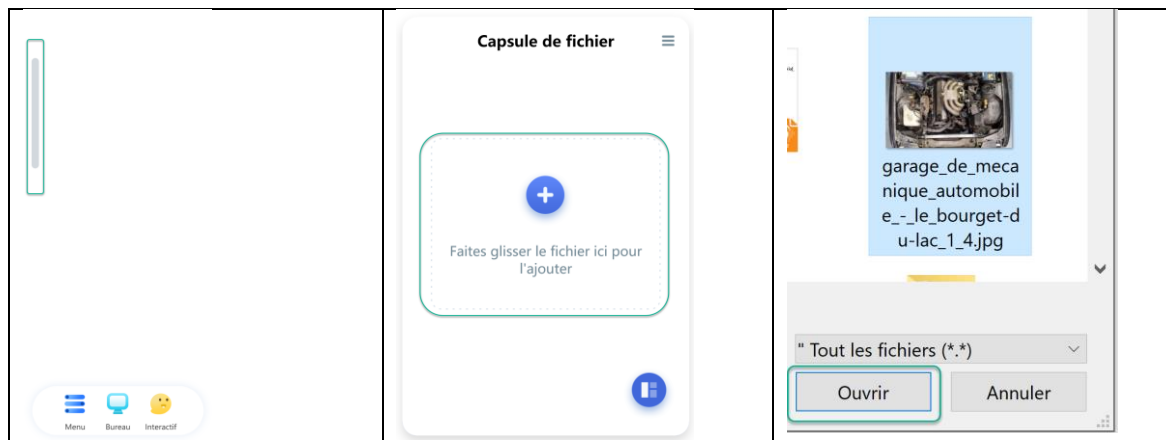 Menu
Bureau
Interactif
Capsule de fichier
Faites glisser le fichier ici pour
l'ajouter
garage_de_meca
nique_automobil
e_-_le_bourget-d
u-lac_1_4.jpg
" Tout les fichiers (*.*)
Ouvrir
Annuler